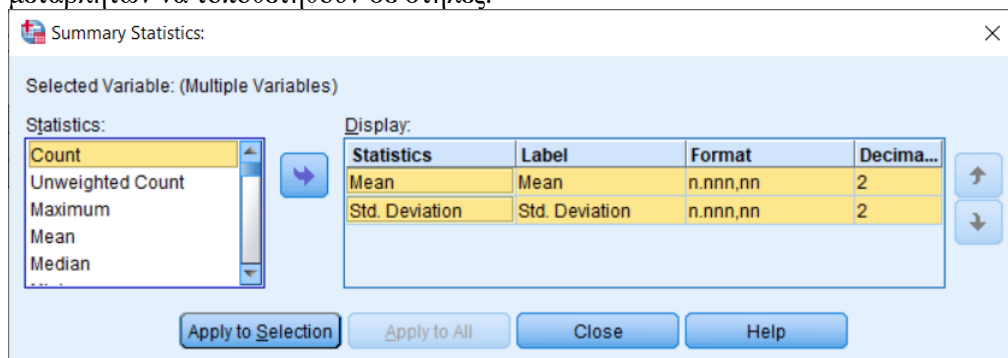 Summary Statistics:
Selected Variable: (Multiple Variables)
Statistics:
Display:
Count
Unweighted Count
Maximum
Mean
Median
Statistics Label Format Decima...
Mean Mean n.nnn,nn 2
Std. Deviation Std. Deviation n.nnn,nn 2
Apply to Selection Apply to All Close Help